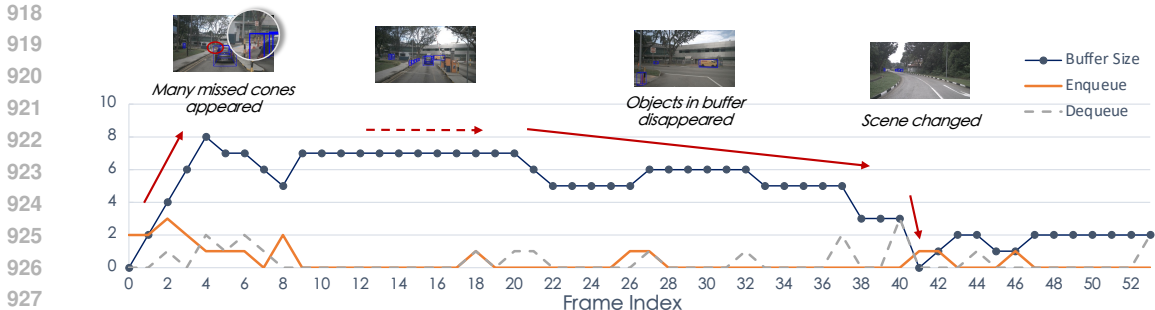 918
919
920
921
922
923
924
925
926
927
Many missed cones
appeared
Objects in buffer
disappeared
Scene changed
Buffer Size
Enqueue
Dequeue
10
8
6
4
2
0
0 2 4 6 8 10 12 14 16 18 20 22 24 26 28 30 32 34 36 38 40 42 44 46 48 50 52
Frame Index